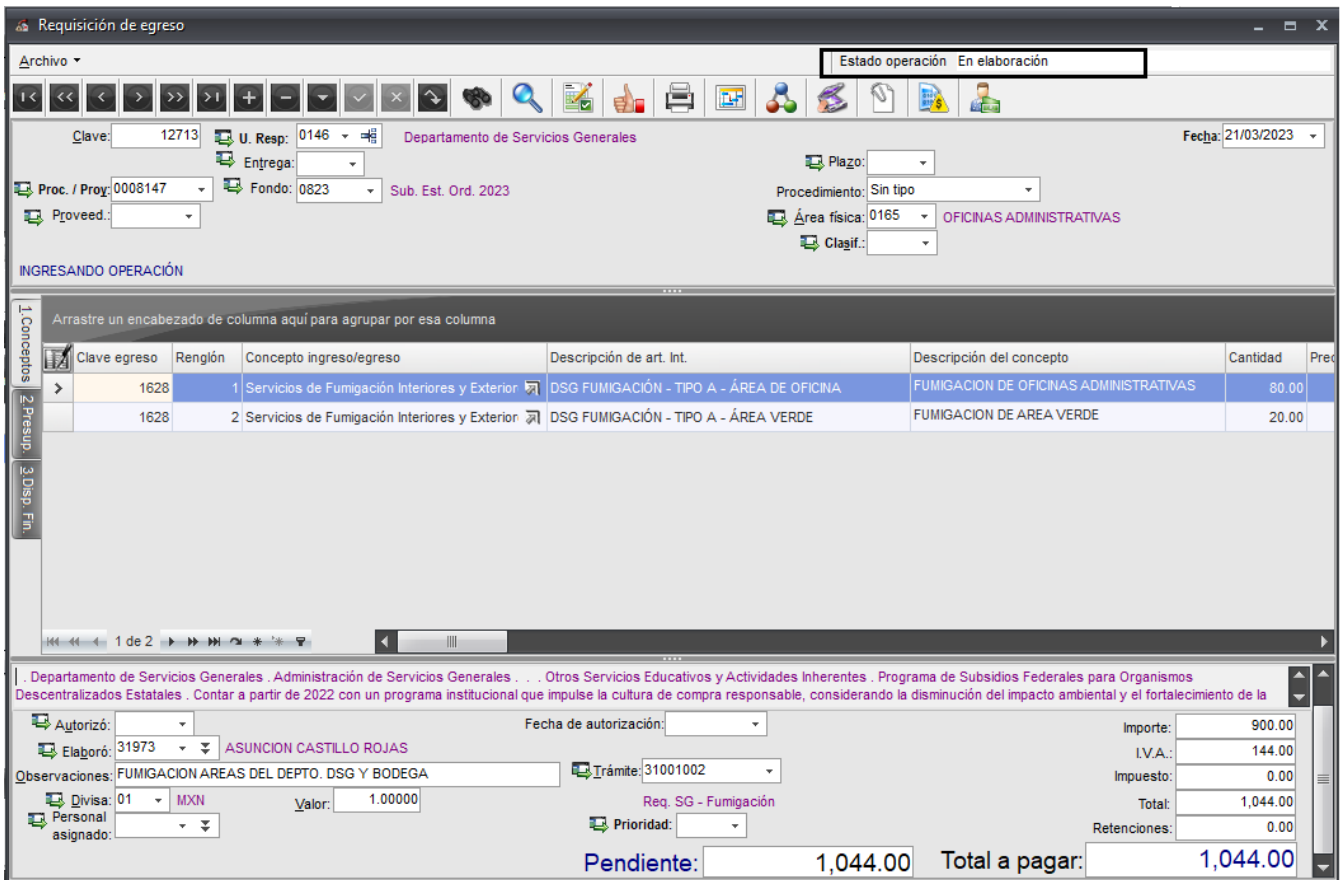 Requisición de egreso
Archivo
Estado operación En elaboración
Clave: 12713 U. Resp: 0146 Departamento de Servicios Generales Fecha: 21/03/2023
Entrega: Plazo:
Proc. / Proy: 0008147 Fondo: 0823 Sub. Est. Ord. 2023 Procedimiento: Sin tipo
Proveed.: Área física: 0165 OFICINAS ADMINISTRATIVAS
Clasif.:
INGRESANDO OPERACIÓN
1.Conceptos
2.Presup.
3.Disp. Fin.
Arrastre un encabezado de columna aquí para agrupar por esa columna
Clave egreso Renglón Concepto ingreso/egreso Descripción de art. Int. Descripción del concepto Cantidad Prec
1628 1 Servicios de Fumigación Interiores y Exterior DSG FUMIGACIÓN - TIPO A - ÁREA DE OFICINA FUMIGACION DE OFICINAS ADMINISTRATIVAS 80.00
1628 2 Servicios de Fumigación Interiores y Exterior DSG FUMIGACIÓN - TIPO A - ÁREA VERDE FUMIGACION DE AREA VERDE 20.00
1 de 2
. Departamento de Servicios Generales . Administración de Servicios Generales . . . Otros Servicios Educativos y Actividades Inherentes . Programa de Subsidios Federales para Organismos
Descentralizados Estatales . Contar a partir de 2022 con un programa institucional que impulse la cultura de compra responsable, considerando la disminución del impacto ambiental y el fortalecimiento de la
Autorizó: Fecha de autorización: Importe: 900.00
Elaboró: 31973 ASUNCION CASTILLO ROJAS I.V.A.: 144.00
Observaciones: FUMIGACION AREAS DEL DEPTO. DSG Y BODEGA Trámite: 31001002 Impuesto: 0.00
Divisa: 01 MXN Valor: 1.00000 Req. SG - Fumigación Total: 1,044.00
Personal asignado: Prioridad: Retenciones: 0.00
Pendiente: 1,044.00 Total a pagar: 1,044.00